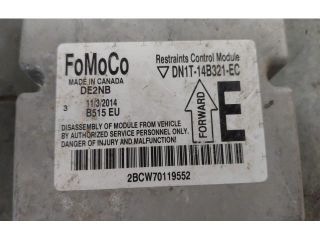 FoMoCo
MADE IN CANADA
DE2NB
Restraints Control Module
▽ DN1T-14B321-EC
3
11/3/2014
B515 EU
FORWARD
E
DISASSEMBLY OF MODULE FROM VEHICLE
BY AUTHORIZED SERVICE PERSONNEL ONLY.
DANGER OF INJURY AND MALFUNCTION!
2BCW70119552